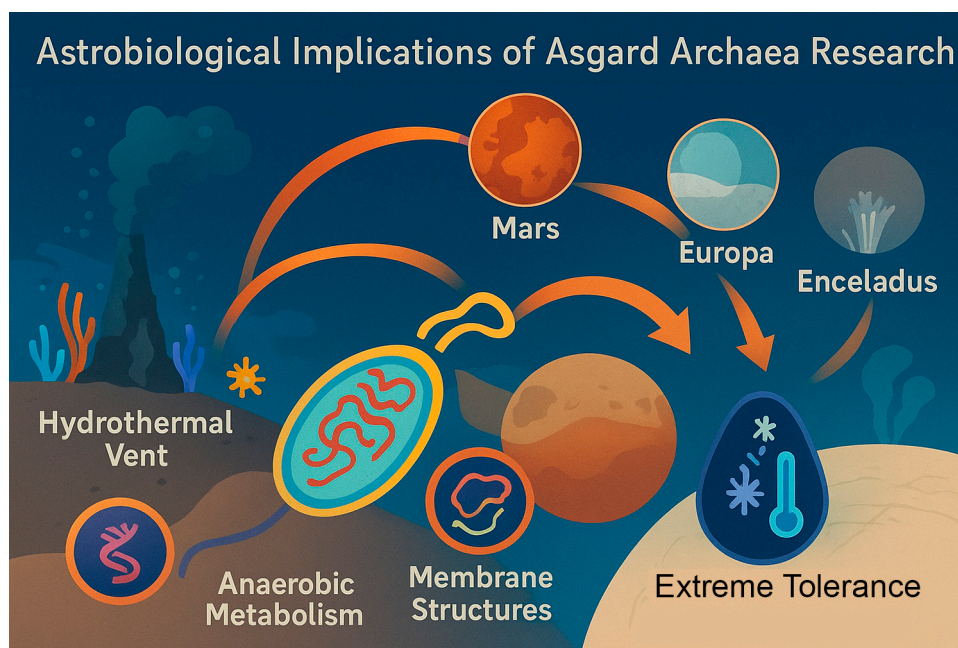 Astrobiological Implications of Asgard Archaea Research
Mars
Europa
Enceladus
Hydrothermal
Vent
Anaerobic
Metabolism
Membrane
Structures
Extreme Tolerance